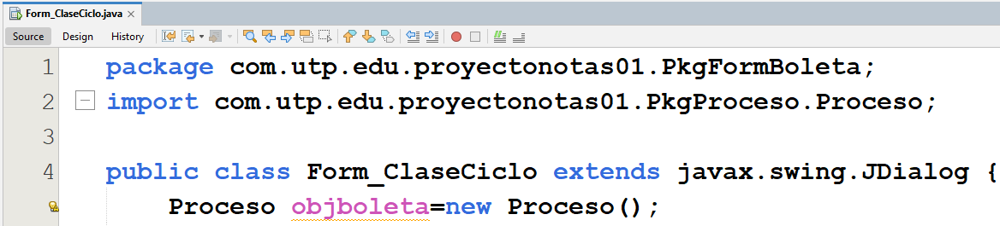 Form_ClaseCiclo.java
Source Design History
1 package com.utp.edu.proyectonotas01.PkgFormBoleta;
2 import com.utp.edu.proyectonotas01.PkgProceso.Proceso;
3
4 public class Form_ClaseCiclo extends javax.swing.JDialog {
Proceso objboleta=new Proceso();